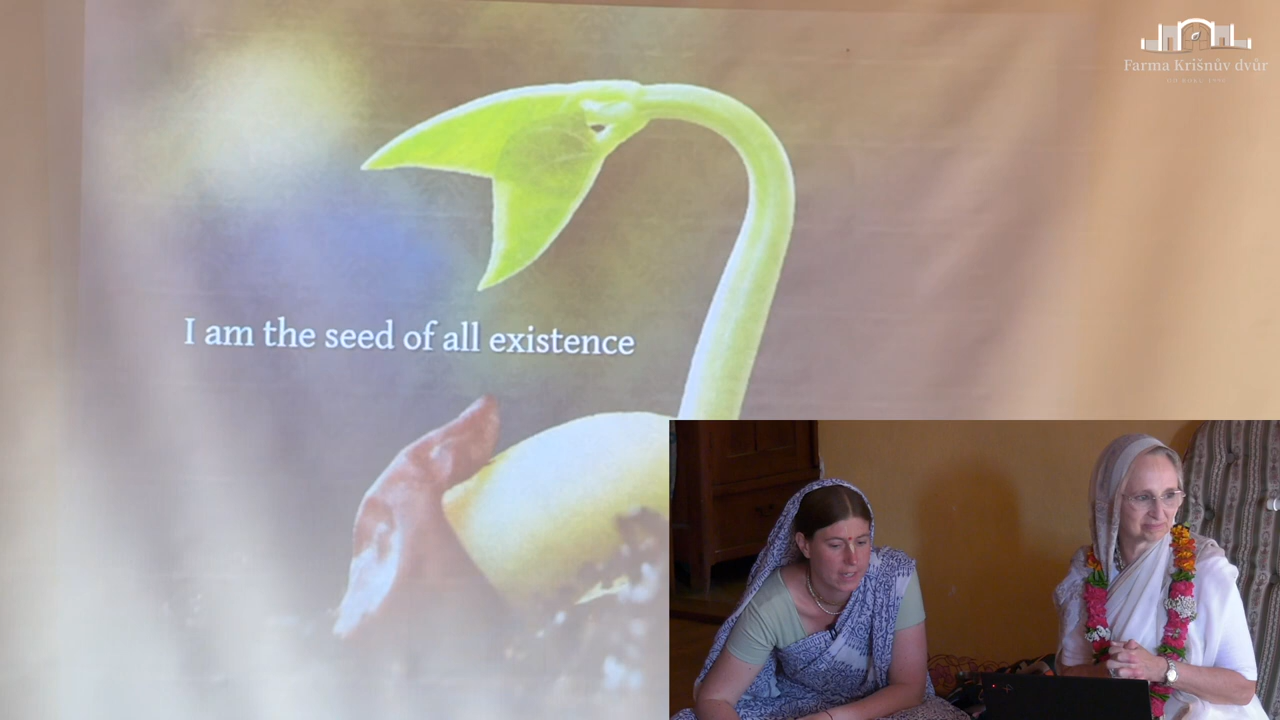 Farma Krišnův dvůr
I am the seed of all existence